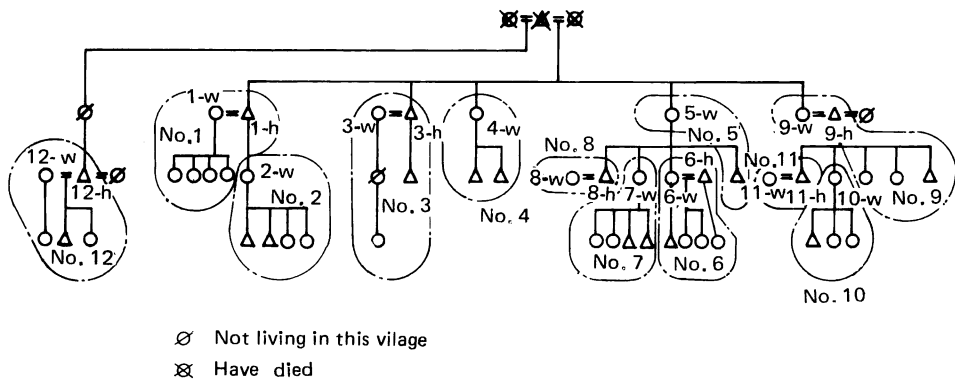 1-w
1-h
No.1
3-w
3-h
4-w
5-w
No.5
9-w
9-h
12-w
12-h
2-w
No.2
No.3
No.4
No.8
8-w
8-h
7-w
6-h
6-w
No.11
11-w
11-h
10-w
No.9
No.12
No.7
No.6
No.10
Not living in this vilage
Have died